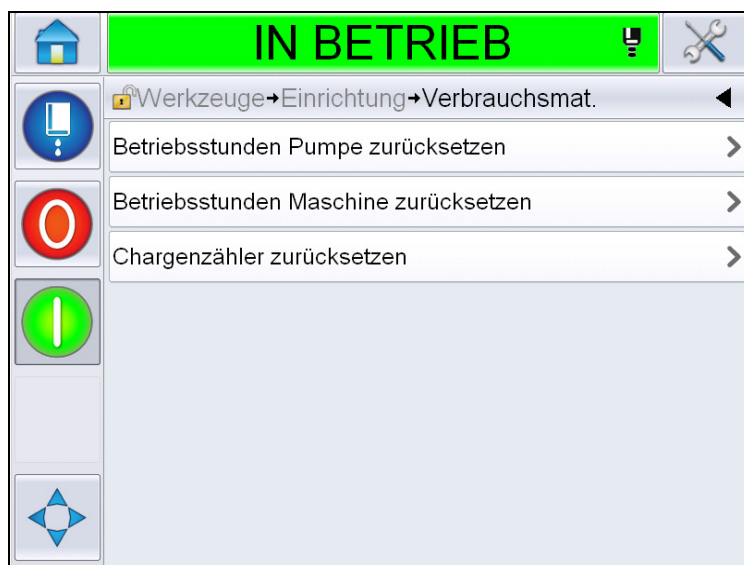 IN BETRIEB
Werkzeuge→Einrichtung→Verbrauchsmat.
Betriebsstunden Pumpe zurücksetzen
Betriebsstunden Maschine zurücksetzen
Chargenzähler zurücksetzen